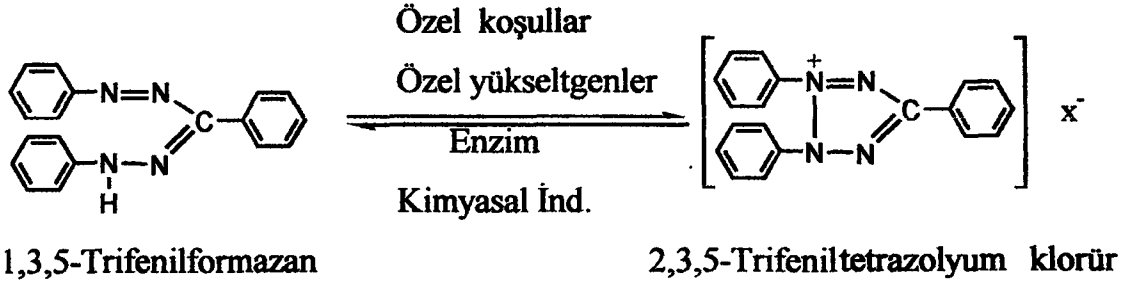 Özel koşullar
Özel yükseltgenler
Enzim
Kimyasal İnd.
N=N
C
N-N
H
+
N=N
C
N-N
x-
1,3,5-Trifenilformazan
2,3,5-Trifeniltetrazolyum klorür